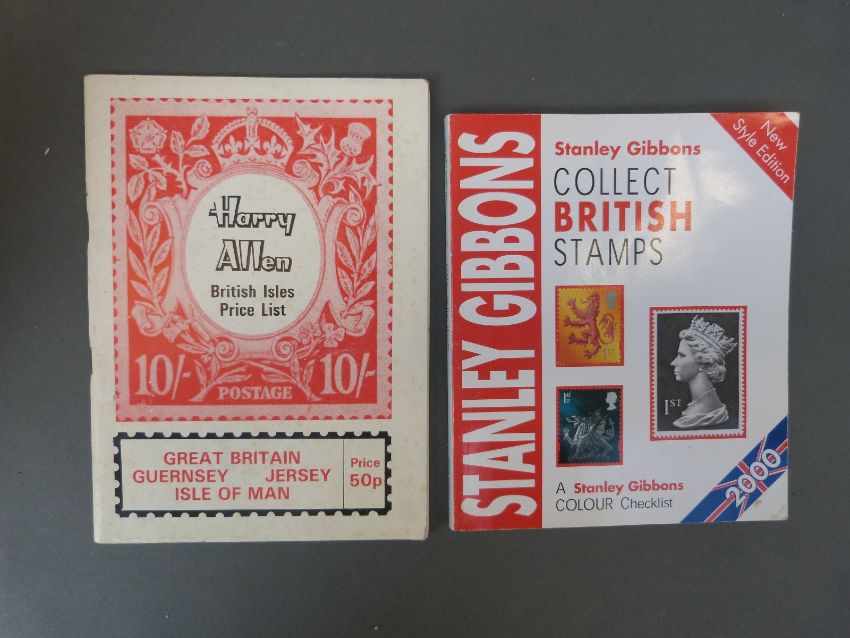 Harry
Allen
British Isles
Price List
10/- POSTAGE 10/-
GREAT BRITAIN
GUERNSEY JERSEY
ISLE OF MAN
Price
50p
STANLEY GIBBONS
Stanley Gibbons
COLLECT
BRITISH
STAMPS
New
Style Edition
1ST
1ST
1ST
A Stanley Gibbons
COLOUR Checklist
2000